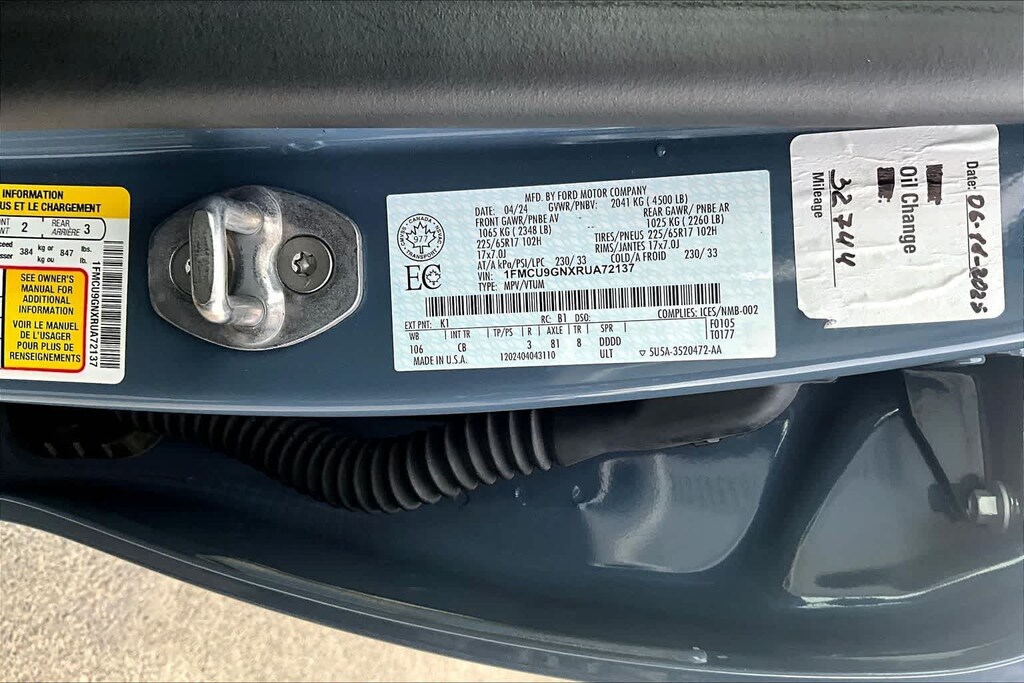 INFORMATION
US ET LE CHARGEMENT
NT 2 REAR ARRIÈRE 3
ceed 384 kg or kg ou 847 lbs. lb.
SEE OWNER'S
MANUAL FOR
ADDITIONAL
INFORMATION
VOIR LE MANUEL
DE L'USAGER
POUR PLUS DE
RENSEIGNEMENTS
1FMCU9GNXRUA72137
MFD. BY FORD MOTOR COMPANY
DATE: 04/24 GVWR/PNBV: 2041 KG ( 4500 LB)
FRONT GAWR/PNBE AV REAR GAWR/PNBE AR
1065 KG ( 2348 LB) 1025 KG ( 2260 LB)
225/65R17 102H TIRES/PNEUS 225/65R17 102H
17x7.0J RIMS/JANTES 17x7.0J
AT/A kPa/PSI/LPC 230/ 33 COLD/A FROID 230/ 33
VIN: 1FMCU9GNXRUA72137
TYPE: MPV/VTUM
CANADA
977
EC
COMPLIES: ICES/NMB-002
EXT PNT: K1 RC: B1 DSO: F0105
WB INT TR TP/PS R AXLE TR SPR T0177
106 CB 3 81 8 DDDD
MADE IN U.S.A. 1202404043110 ULT 5U5A-3520472-AA
Date: 06-16-2025
Oil Change
32744
Mileage